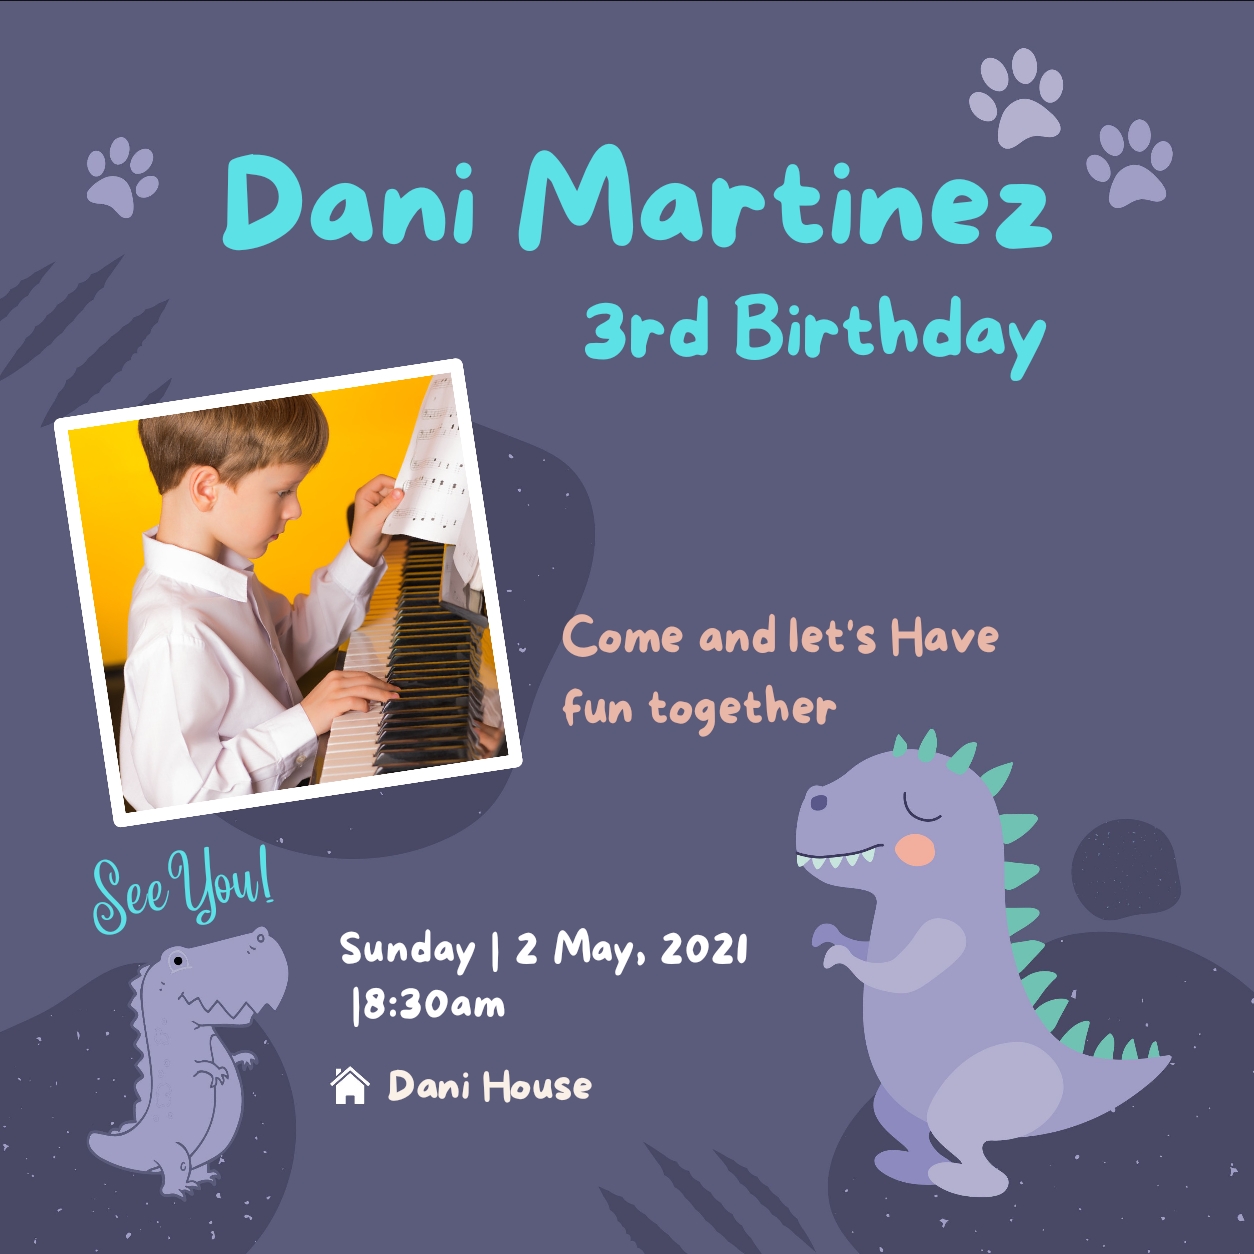 Dani Martinez
3rd Birthday
Come and let's Have
fun together
See You!
Sunday | 2 May, 2021
|8:30am
Dani House